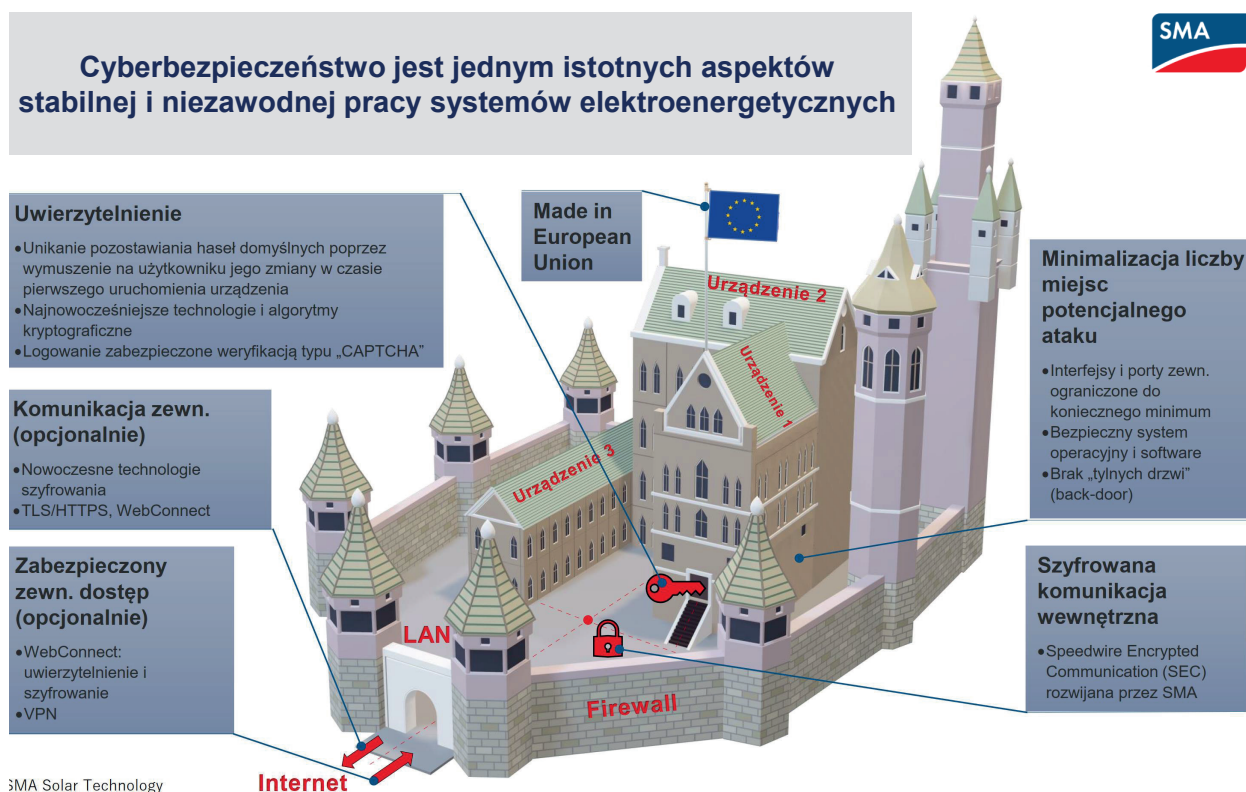 Cyberbezpieczeństwo jest jednym istotnych aspektów
stabilnej i niezawodnej pracy systemów elektroenergetycznych
SMA
Uwierzytelnienie
•Unikanie pozostawiania haseł domyślnych poprzez
wymuszenie na użytkowniku jego zmiany w czasie
pierwszego uruchomienia urządzenia
•Najnowocześniejsze technologie i algorytmy
kryptograficzne
•Logowanie zabezpieczone weryfikacją typu „CAPTCHA”
Made in
European
Union
Komunikacja zewn.
(opcjonalnie)
•Nowoczesne technologie
szyfrowania
•TLS/HTTPS, WebConnect
Zabezpieczony
zewn. dostęp
(opcjonalnie)
•WebConnect:
uwierzytelnienie i
szyfrowanie
•VPN
Urządzenie 2
Urządzenie 1
Urządzenie 3
LAN
Firewall
Internet
Minimalizacja liczby
miejsc
potencjalnego
ataku
•Interfejsy i porty zewn.
ograniczone do
koniecznego minimum
•Bezpieczny system
operacyjny i software
•Brak „tylnych drzwi”
(back-door)
Szyfrowana
komunikacja
wewnętrzna
•Speedwire Encrypted
Communication (SEC)
rozwijana przez SMA
SMA Solar Technology